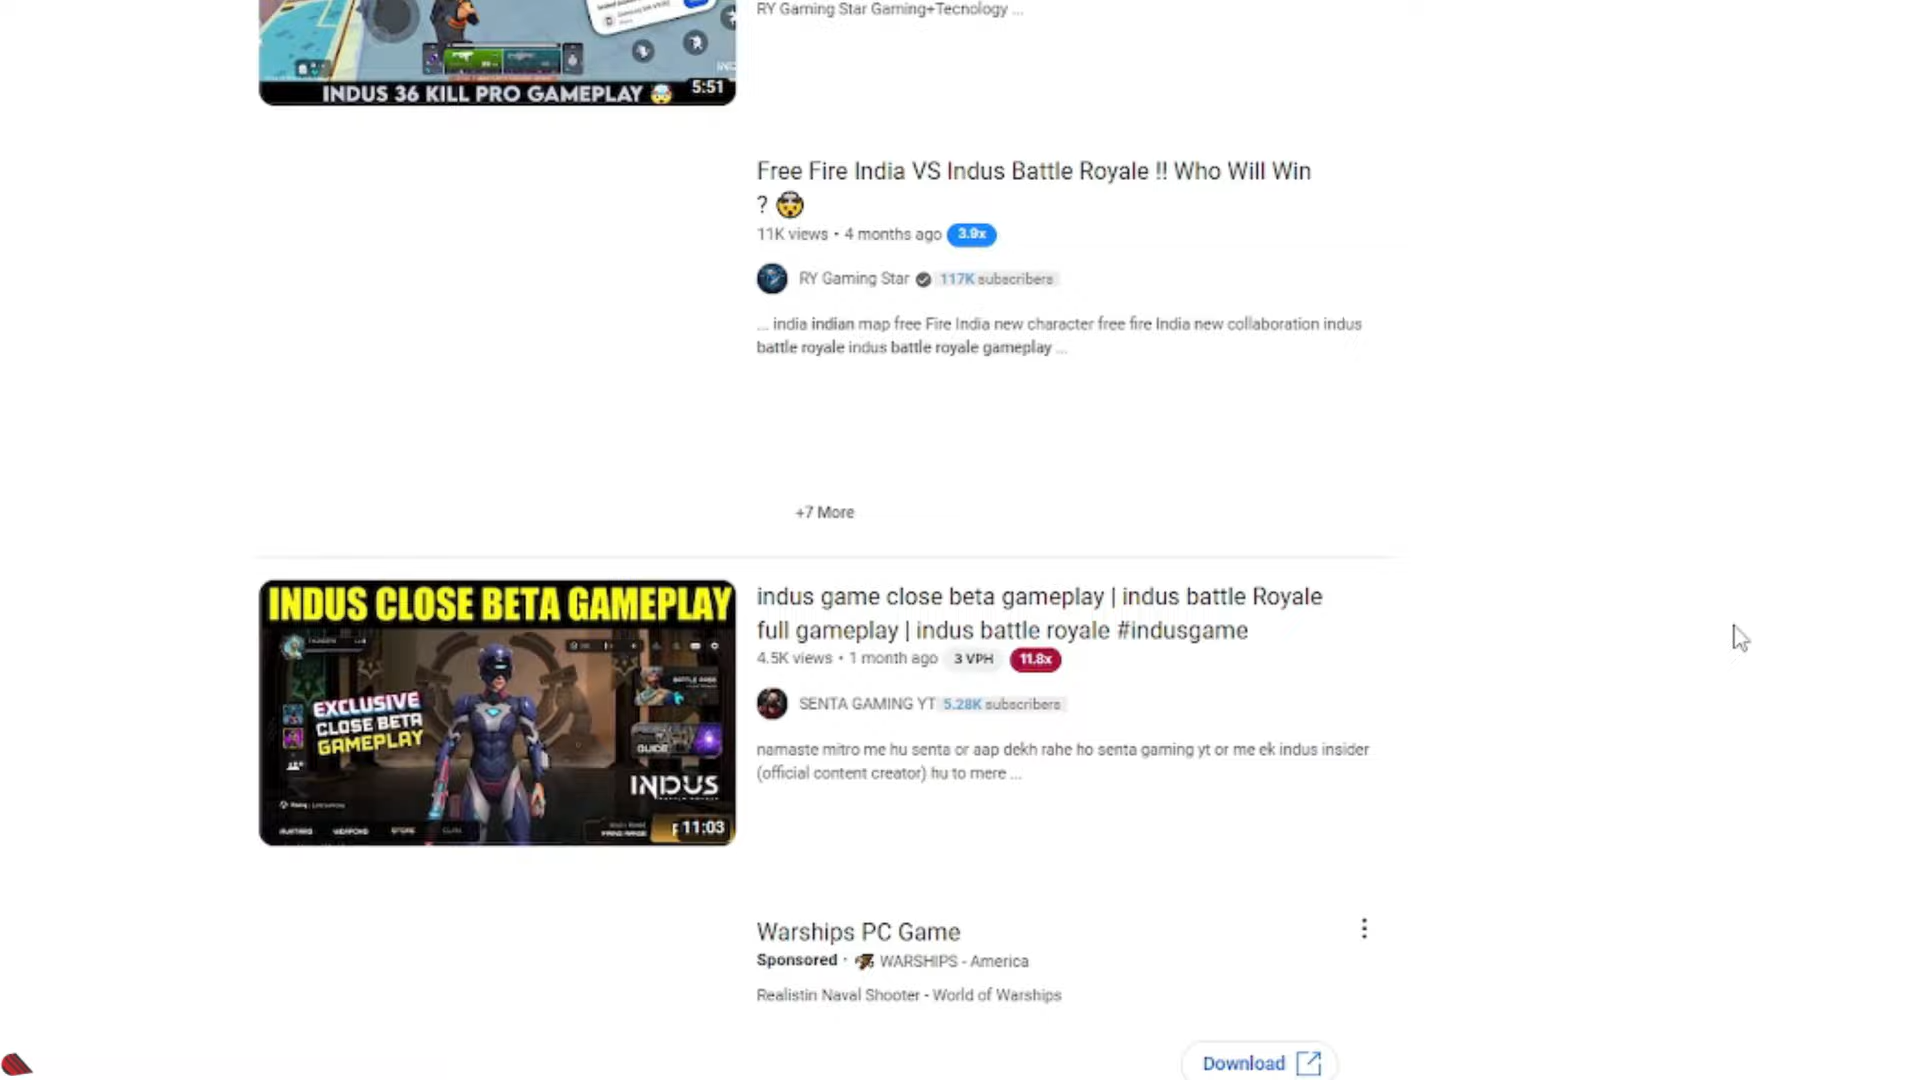 RY Gaming Star Gaming+Tecnology ...
INDUS 36 KILL PRO GAMEPLAY 🤯
5:51
Free Fire India VS Indus Battle Royale !! Who Will Win
? 🤯
11K views • 4 months ago 3.9x
RY Gaming Star 117K subscribers
... india indian map free Fire India new character free fire India new collaboration indus
battle royale indus battle royale gameplay ...
+7 More
INDUS CLOSE BETA GAMEPLAY
EXCLUSIVE
CLOSE BETA
GAMEPLAY
BATTLE PASS
GUIDE
INDUS
AVATARS WEAPONS STORE CLAN
11:03
indus game close beta gameplay | indus battle Royale
full gameplay | indus battle royale #indusgame
4.5K views • 1 month ago 3 VPH 11.8x
SENTA GAMING YT 5.28K subscribers
namaste mitro me hu senta or aap dekh rahe ho senta gaming yt or me ek indus insider
(official content creator) hu to mere ...
Warships PC Game
Sponsored · WARSHIPS - America
Realistin Naval Shooter - World of Warships
Download